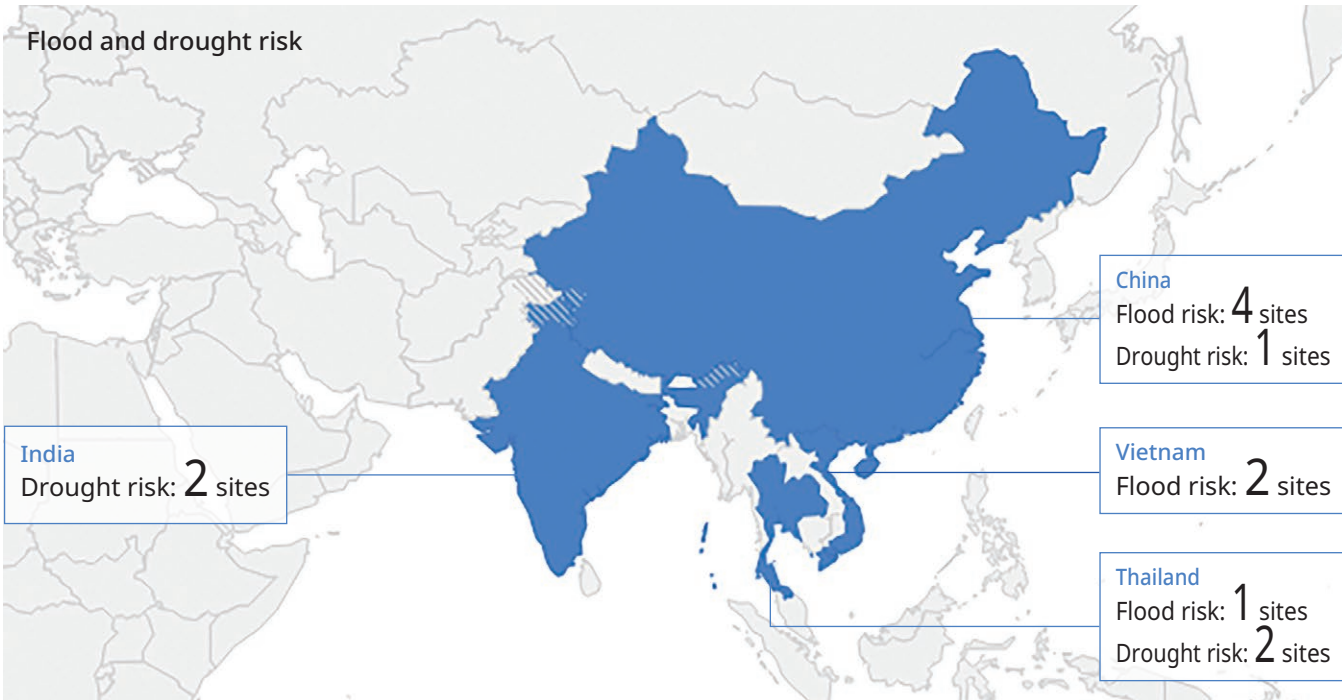 Flood and drought risk
China
Flood risk: 4 sites
Drought risk: 1 sites
India
Drought risk: 2 sites
Vietnam
Flood risk: 2 sites
Thailand
Flood risk: 1 sites
Drought risk: 2 sites